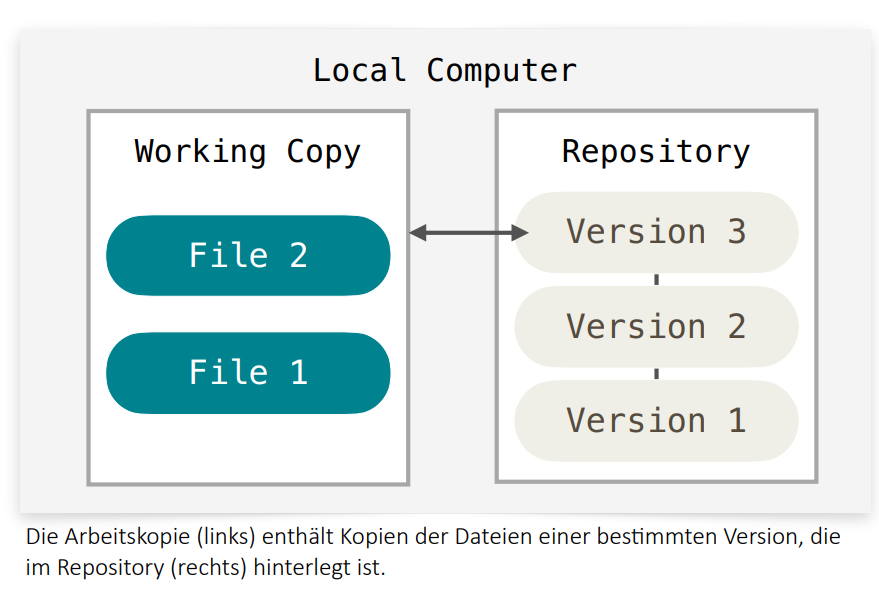 Local Computer
Working Copy
File 2
File 1
Repository
Version 3
Version 2
Version 1
Die Arbeitskopie (links) enthält Kopien der Dateien einer bestimmten Version, die
im Repository (rechts) hinterlegt ist.